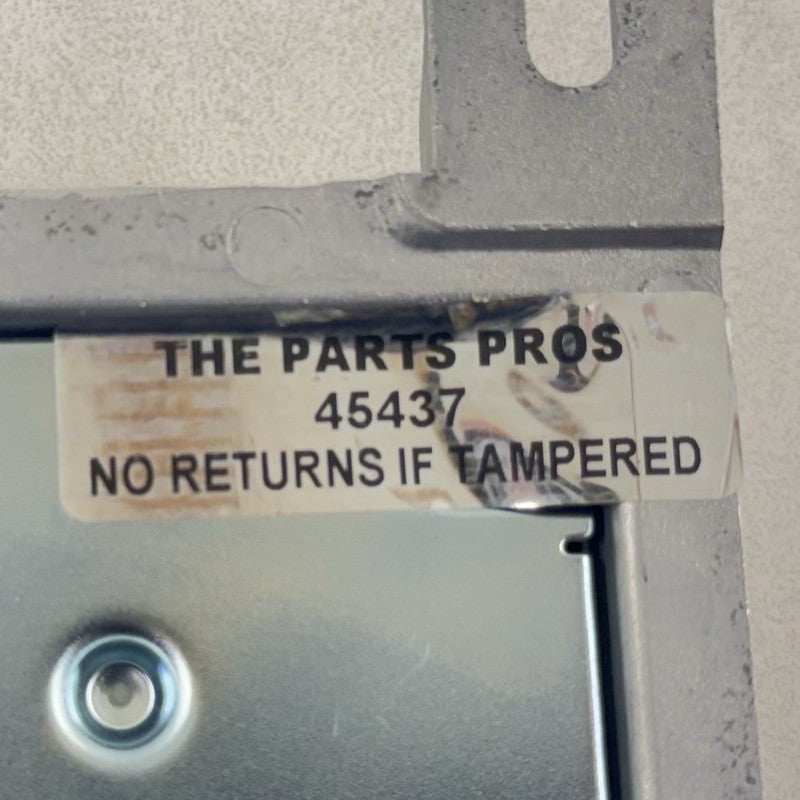 THE PARTS PROS
45437
NO RETURNS IF TAMPERED